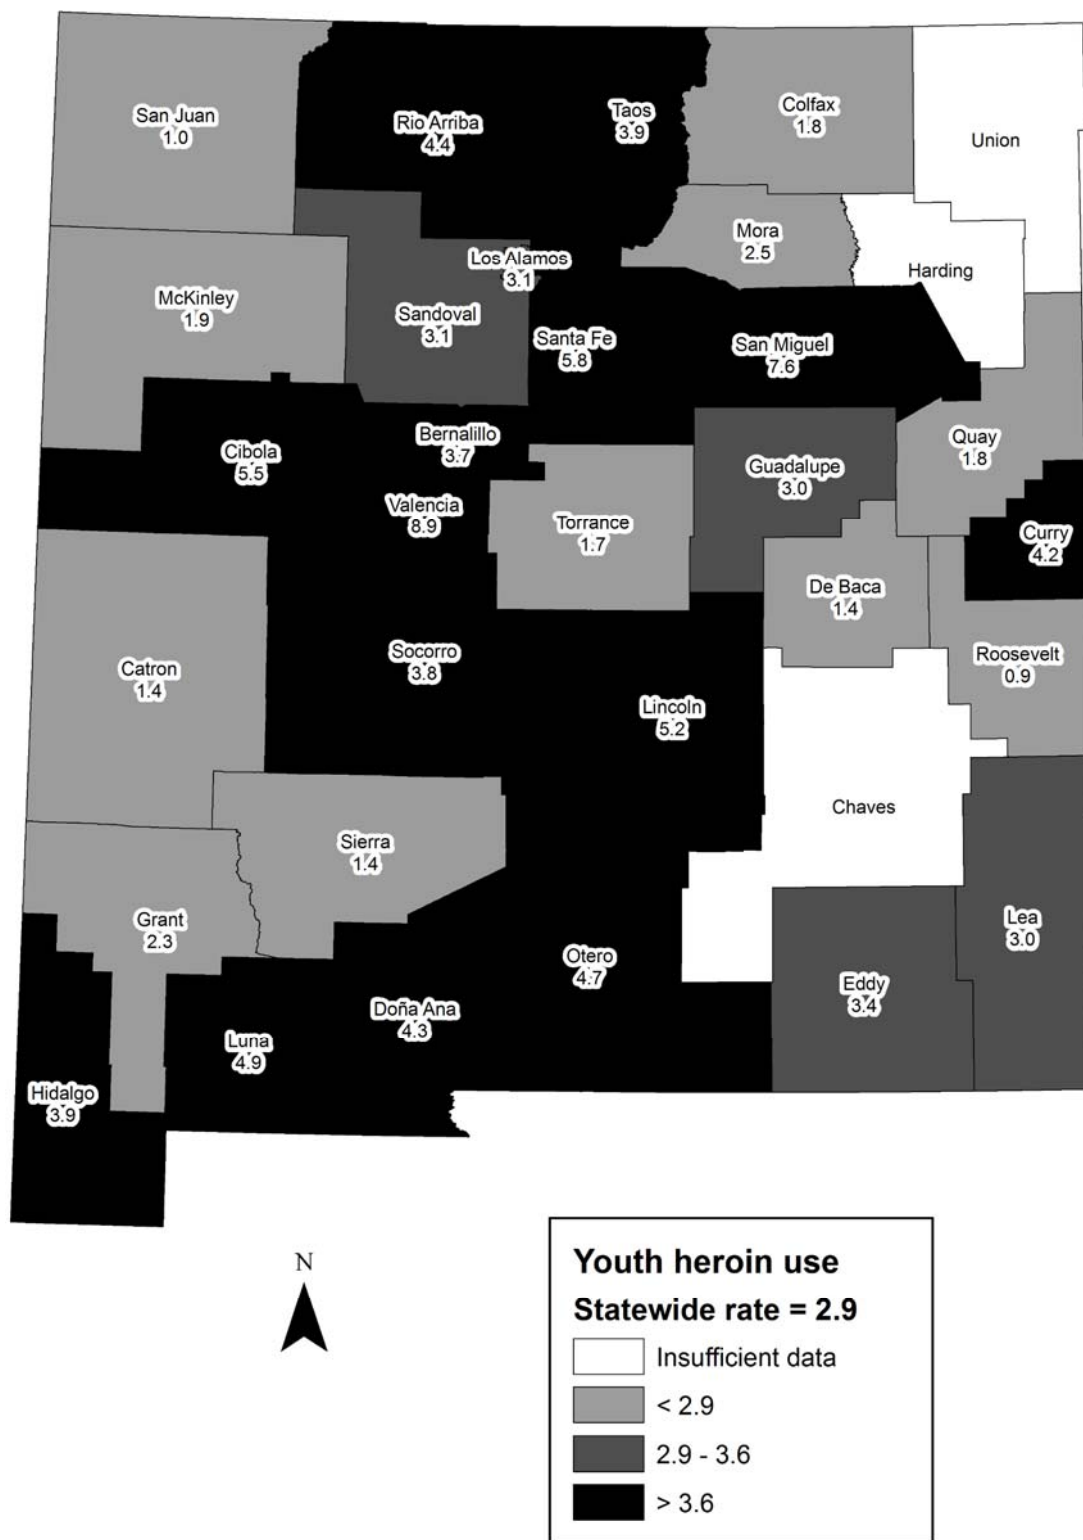 San Juan
1.0
Rio Arriba
4.4
Taos
3.9
Colfax
1.8
Union
Mora
2.5
Harding
Los Alamos
3.1
McKinley
1.9
Sandoval
3.1
Santa Fe
5.8
San Miguel
7.6
Bernalillo
3.7
Cibola
5.5
Quay
1.8
Guadalupe
3.0
Valencia
8.9
Torrance
1.7
Curry
4.2
De Baca
1.4
Socorro
3.8
Roosevelt
0.9
Catron
1.4
Lincoln
5.2
Chaves
Sierra
1.4
Grant
2.3
Lea
3.0
Otero
4.7
Eddy
3.4
Doña Ana
4.3
Luna
4.9
Hidalgo
3.9
N
Youth heroin use
Statewide rate = 2.9
Insufficient data
< 2.9
2.9 - 3.6
> 3.6